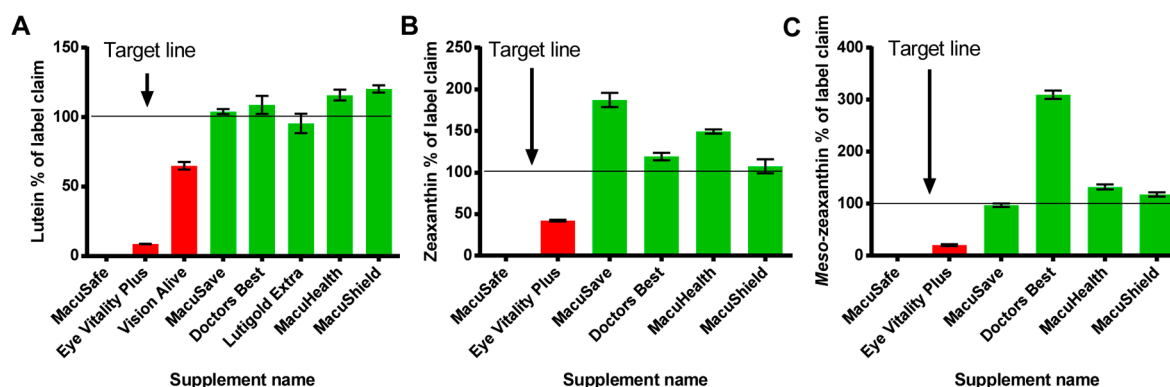 A
Target line
Lutein % of label claim
150
100
50
0
MacuSafe
Eye Vitality Plus
Vision Alive
MacuSave
Doctors Best
Lutigold Extra
MacuHealth
MacuShield
Supplement name
B
Target line
Zeaxanthin % of label claim
250
200
150
100
50
0
MacuSafe
Eye Vitality Plus
MacuSave
Doctors Best
MacuHealth
MacuShield
Supplement name
C
Target line
Meso-zeaxanthin % of label claim
400
300
200
100
0
MacuSafe
Eye Vitality Plus
MacuSave
Doctors Best
MacuHealth
MacuShield
Supplement name